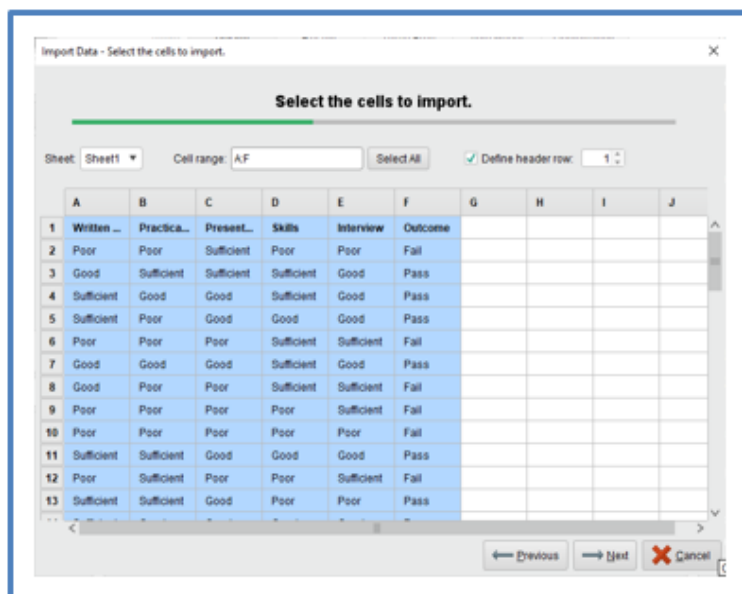 Import Data - Select the cells to import.
Select the cells to import.
Sheet: Sheet1 Cell range: A:F Select All Define header row: 1
A B C D E F G H I J
1 Written ... Practica... Present... Skills Interview Outcome
2 Poor Poor Sufficient Poor Poor Fail
3 Good Sufficient Sufficient Sufficient Good Pass
4 Sufficient Good Good Sufficient Good Pass
5 Sufficient Poor Good Good Good Pass
6 Poor Poor Poor Sufficient Sufficient Fail
7 Good Good Good Sufficient Good Pass
8 Good Poor Poor Sufficient Sufficient Fail
9 Poor Poor Poor Poor Sufficient Fail
10 Poor Poor Poor Poor Poor Fail
11 Sufficient Sufficient Good Good Good Pass
12 Poor Sufficient Poor Poor Sufficient Fail
13 Sufficient Sufficient Good Poor Poor Pass
Previous Next Cancel